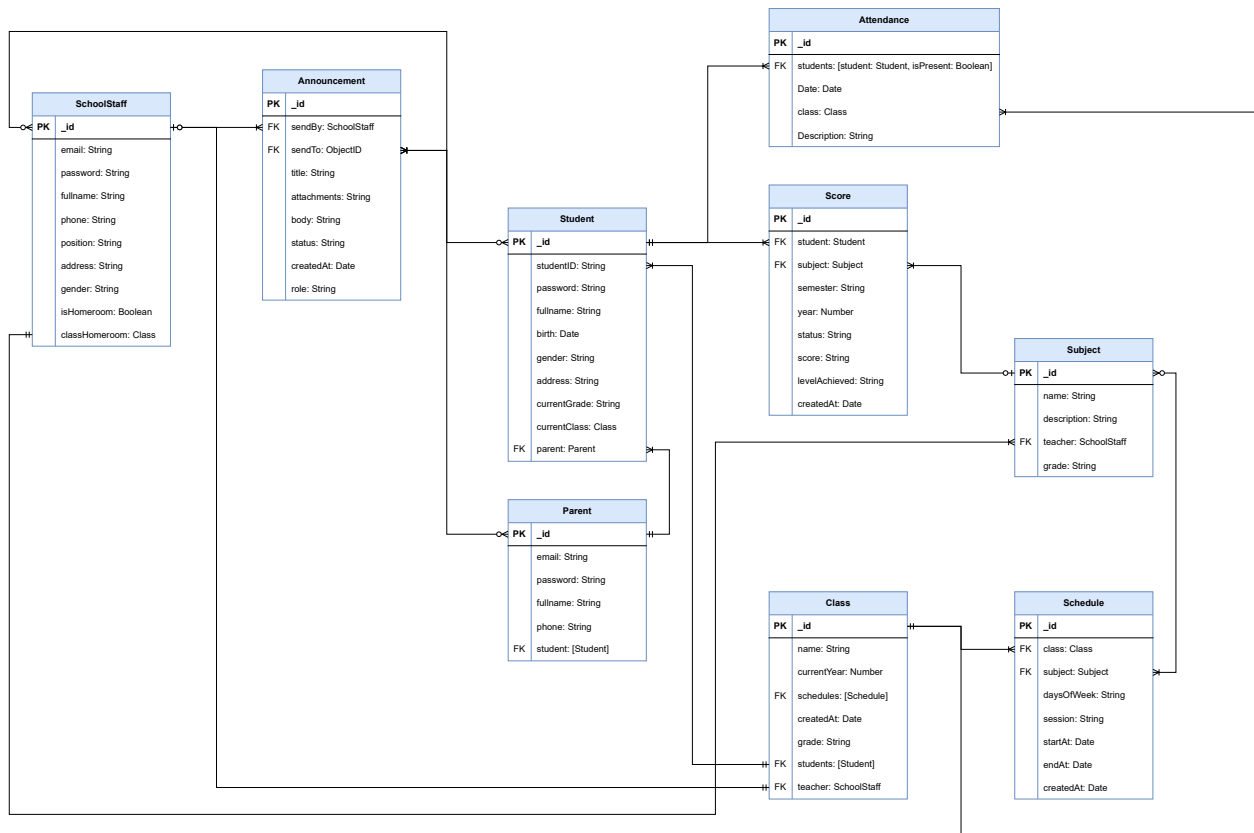 Attendance
PK _id
FK students: [student: Student, isPresent: Boolean]
Date: Date
class: Class
Description: String
Announcement
PK _id
FK sendBy: SchoolStaff
FK sendTo: ObjectID
title: String
attachments: String
body: String
status: String
createdAt: Date
role: String
SchoolStaff
PK _id
email: String
password: String
fullname: String
phone: String
position: String
address: String
gender: String
isHomeroom: Boolean
classHomeroom: Class
Score
PK _id
FK student: Student
FK subject: Subject
semester: String
year: Number
status: String
score: String
levelAchieved: String
createdAt: Date
Student
PK _id
studentID: String
password: String
fullname: String
birth: Date
gender: String
address: String
currentGrade: String
currentClass: Class
FK parent: Parent
Subject
PK _id
name: String
description: String
FK teacher: SchoolStaff
grade: String
Parent
PK _id
email: String
password: String
fullname: String
phone: String
FK student: [Student]
Class
PK _id
name: String
currentYear: Number
FK schedules: [Schedule]
createdAt: Date
grade: String
FK students: [Student]
FK teacher: SchoolStaff
Schedule
PK _id
FK class: Class
FK subject: Subject
daysOfWeek: String
session: String
startAt: Date
endAt: Date
createdAt: Date